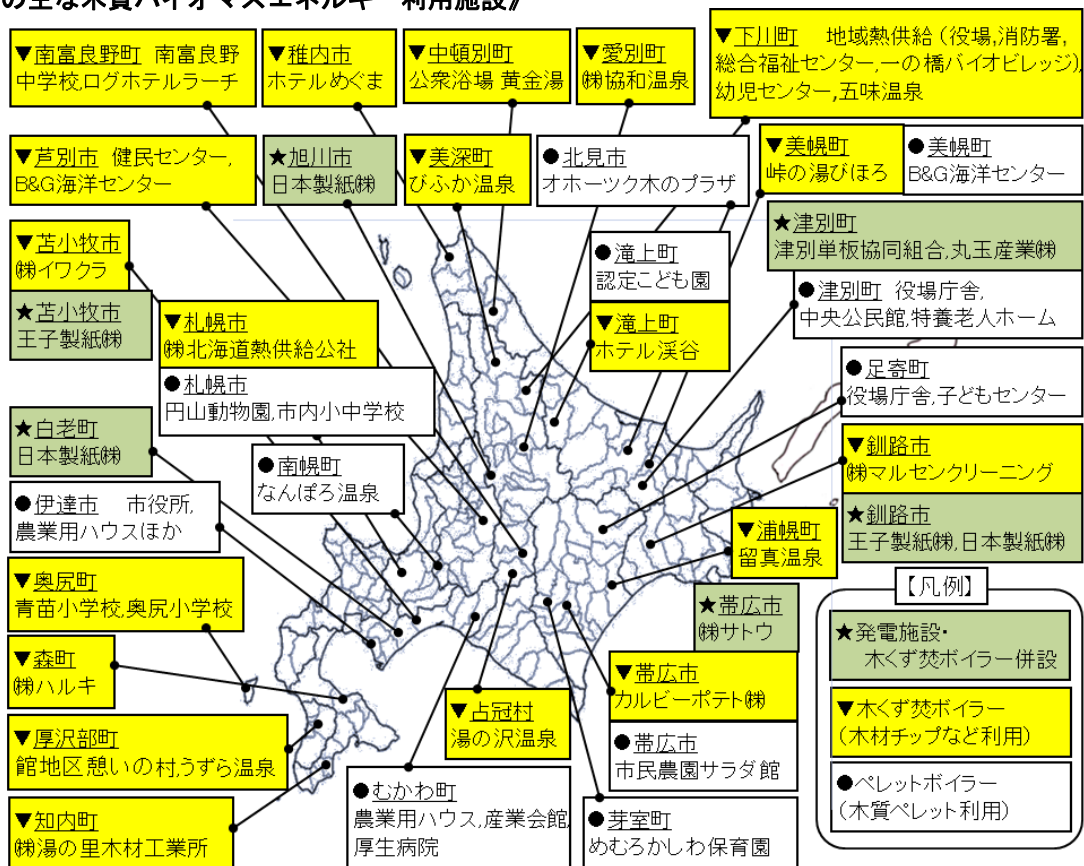 の主な木質バイオマスエネルギー利用施設》
▼南富良野町 南富良野
中学校,ログホテルラーチ
▼稚内市
ホテルめぐま
▼中頓別町
公衆浴場 黄金湯
▼愛別町
㈱協和温泉
▼下川町 地域熱供給(役場,消防署,
総合福祉センター,一の橋バイオビレッジ),
幼児センター,五味温泉
▼芦別市 健民センター,
B&G海洋センター
★旭川市
日本製紙㈱
▼美深町
びふか温泉
●北見市
オホーツク木のプラザ
▼美幌町
峠の湯びほろ
●美幌町
B&G海洋センター
▼苫小牧市
㈱イワクラ
★苫小牧市
王子製紙㈱
▼札幌市
㈱北海道熱供給公社
●札幌市
円山動物園,市内小中学校
●滝上町
認定こども園
▼滝上町
ホテル渓谷
★津別町
津別単板協同組合,丸玉産業㈱
●津別町 役場庁舎,
中央公民館,特養老人ホーム
●足寄町
役場庁舎,子どもセンター
★白老町
日本製紙㈱
●南幌町
なんぽろ温泉
▼釧路市
㈱マルセンクリーニング
★釧路市
王子製紙㈱,日本製紙㈱
●伊達市 市役所,
農業用ハウスほか
▼浦幌町
留真温泉
▼奥尻町
青苗小学校,奥尻小学校
★帯広市
㈱サトウ
▼帯広市
カルビーポテト㈱
●帯広市
市民農園サラダ館
▼森町
㈱ハルキ
▼占冠村
湯の沢温泉
▼厚沢部町
館地区憩いの村,うずら温泉
●むかわ町
農業用ハウス,産業会館,
厚生病院
●芽室町
めむろかしわ保育園
▼知内町
㈱湯の里木材工業所
【凡例】
★発電施設・
木くず焚ボイラー併設
▼木くず焚ボイラー
(木材チップなど利用)
●ペレットボイラー
(木質ペレット利用)